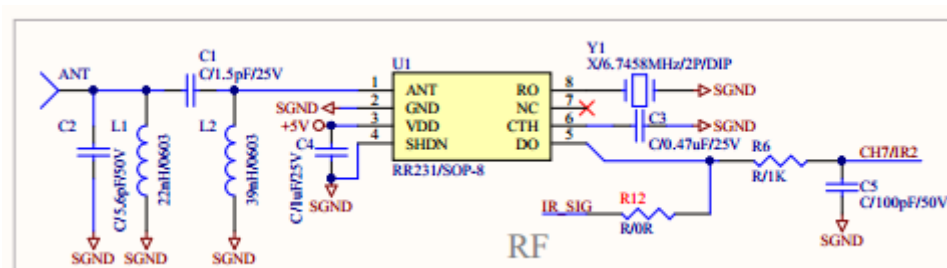 ANT
C2
C/5.6pF/50V
L1
22nH/0603
C1
C/1.5pF/25V
L2
39nH/0603
SGND
SGND
SGND
U1
1 ANT
2 GND
3 VDD
4 SHDN
RO 8
NC 7
CTH 6
DO 5
RR231/SOP-8
SGND
+5V
C4
C/1uF/25V
SGND
Y1
X/6.7458MHz/2P/DIP
SGND
C3
SGND
C/0.47uF/25V
R6
R/1K
CH7/IR2
C5
C/100pF/50V
SGND
IR_SIG
R12
R/0R
RF